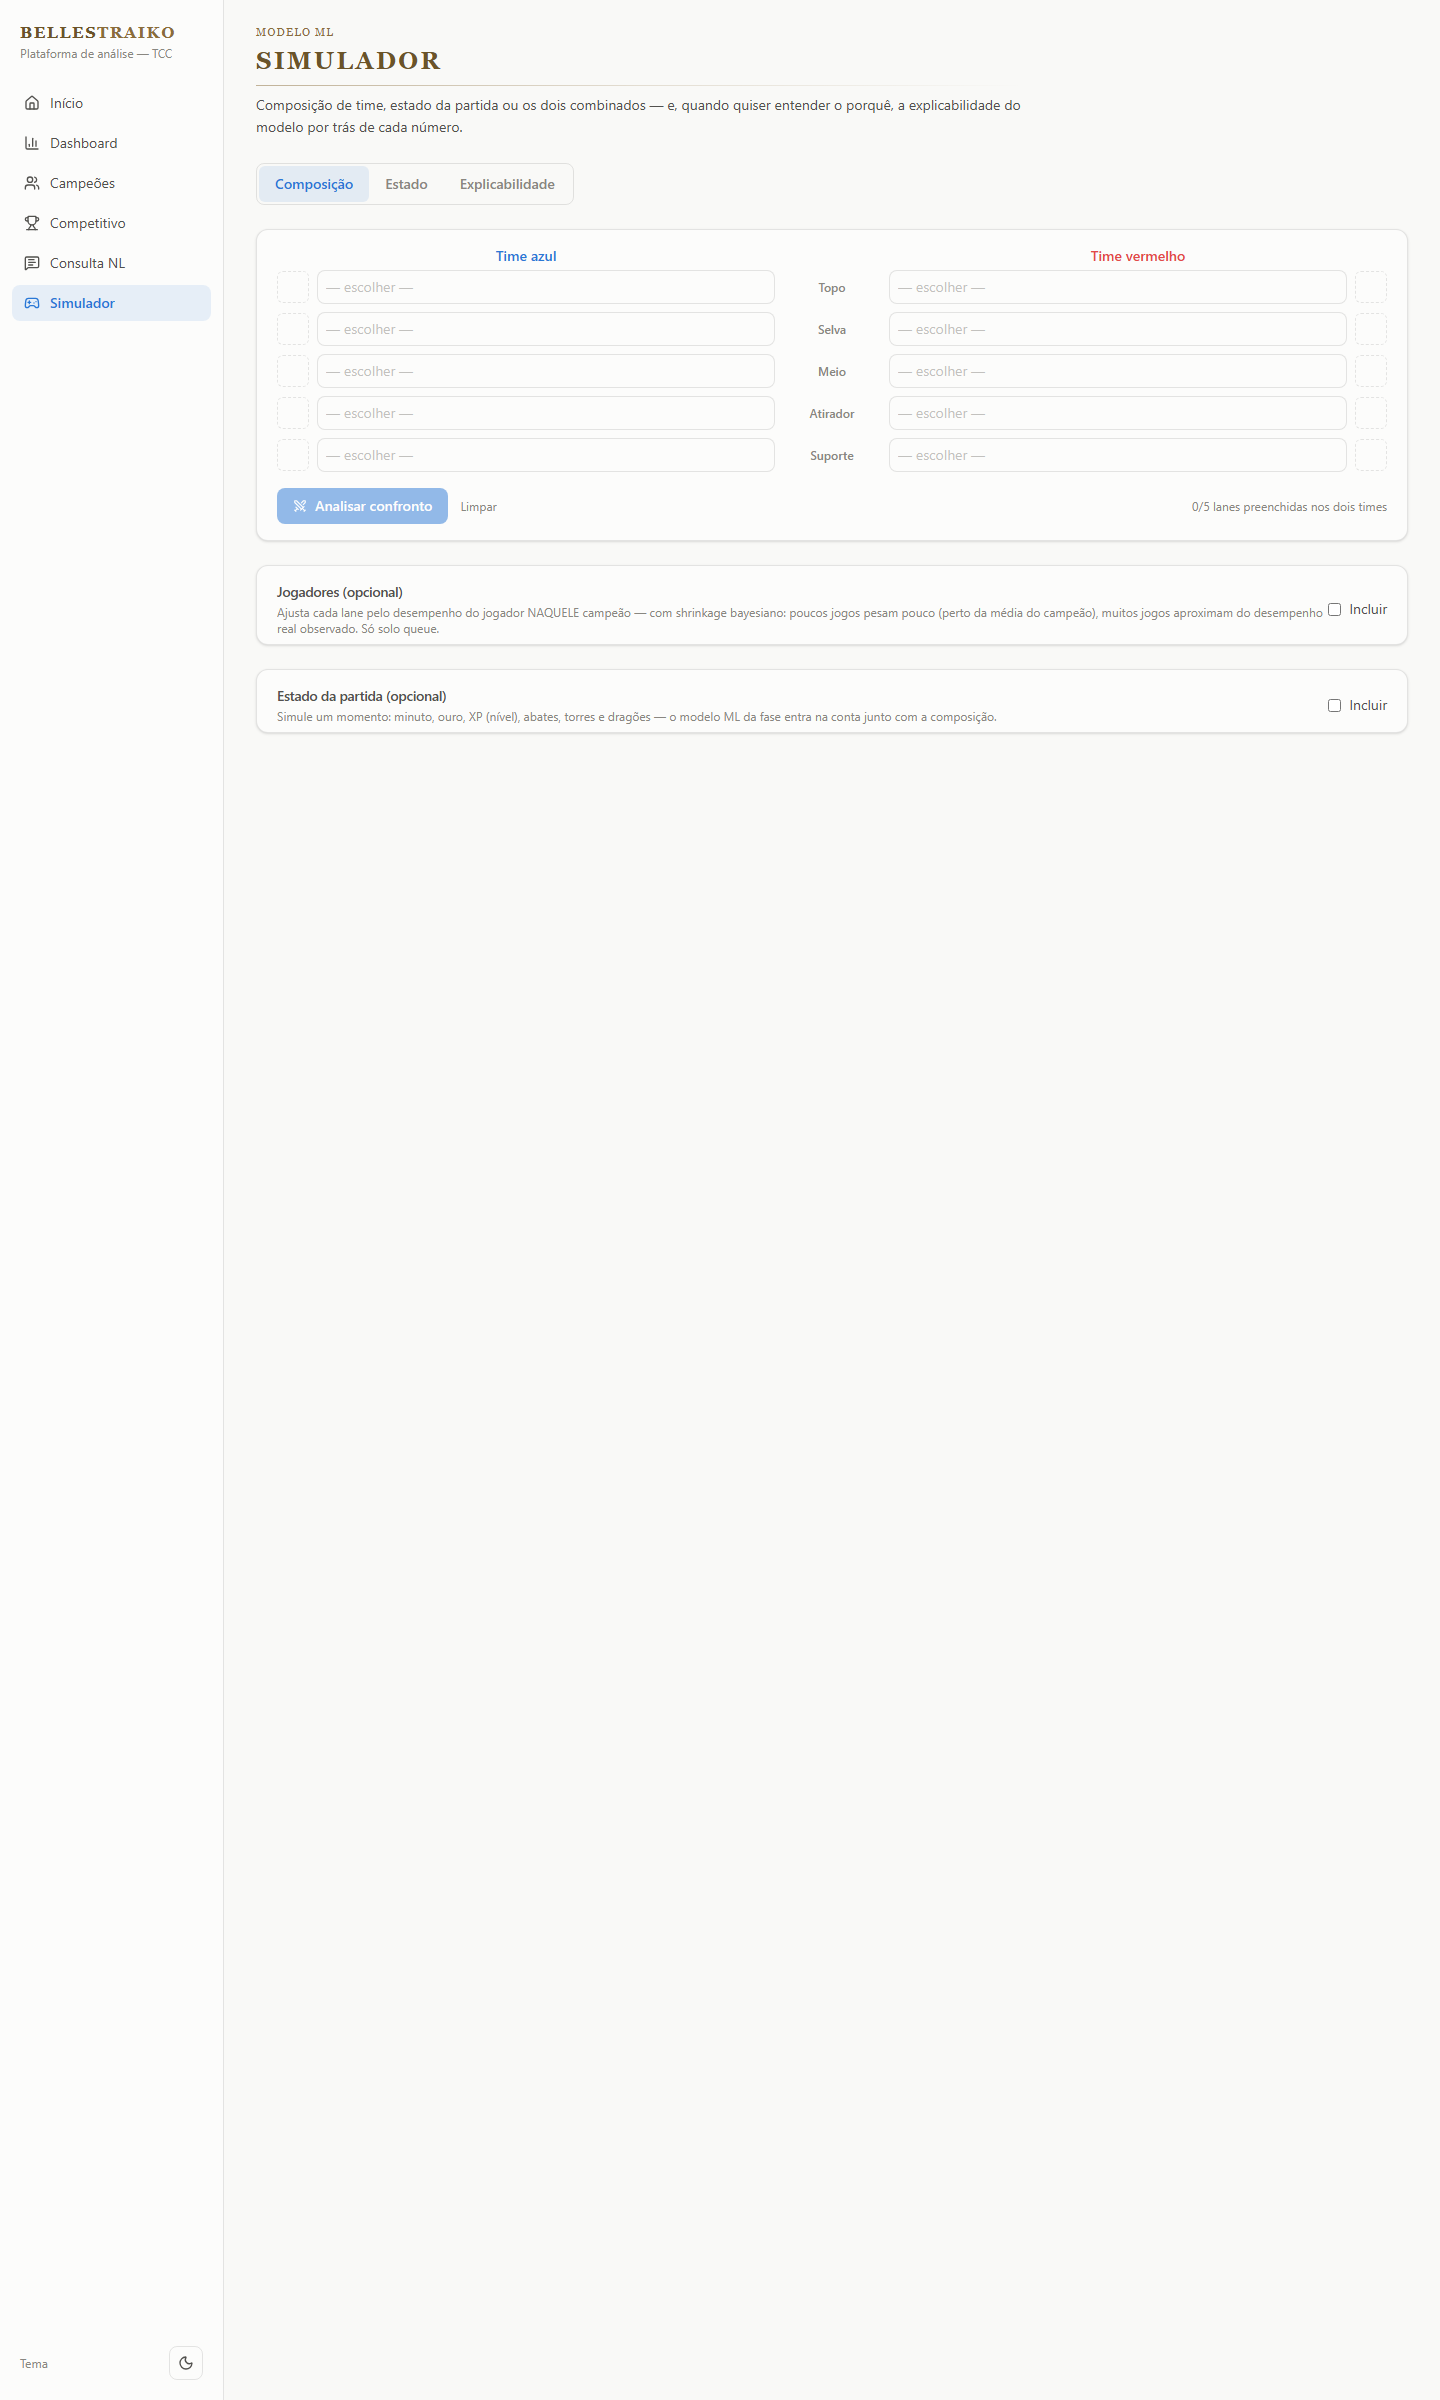 BELLESTRAIKO
Plataforma de análise — TCC
Início
Dashboard
Campeões
Competitivo
Consulta NL
Simulador
Tema
MODELO ML
SIMULADOR
Composição de time, estado da partida ou os dois combinados — e, quando quiser entender o porquê, a explicabilidade do
modelo por trás de cada número.
Composição Estado Explicabilidade
Time azul Time vermelho
— escolher — Topo — escolher —
— escolher — Selva — escolher —
— escolher — Meio — escolher —
— escolher — Atirador — escolher —
— escolher — Suporte — escolher —
Analisar confronto Limpar 0/5 lanes preenchidas nos dois times
Jogadores (opcional)
Ajusta cada lane pelo desempenho do jogador NAQUELE campeão — com shrinkage bayesiano: poucos jogos pesam pouco (perto da média do campeão), muitos jogos aproximam do desempenho
real observado. Só solo queue.
Incluir
Estado da partida (opcional)
Simule um momento: minuto, ouro, XP (nível), abates, torres e dragões — o modelo ML da fase entra na conta junto com a composição.
Incluir